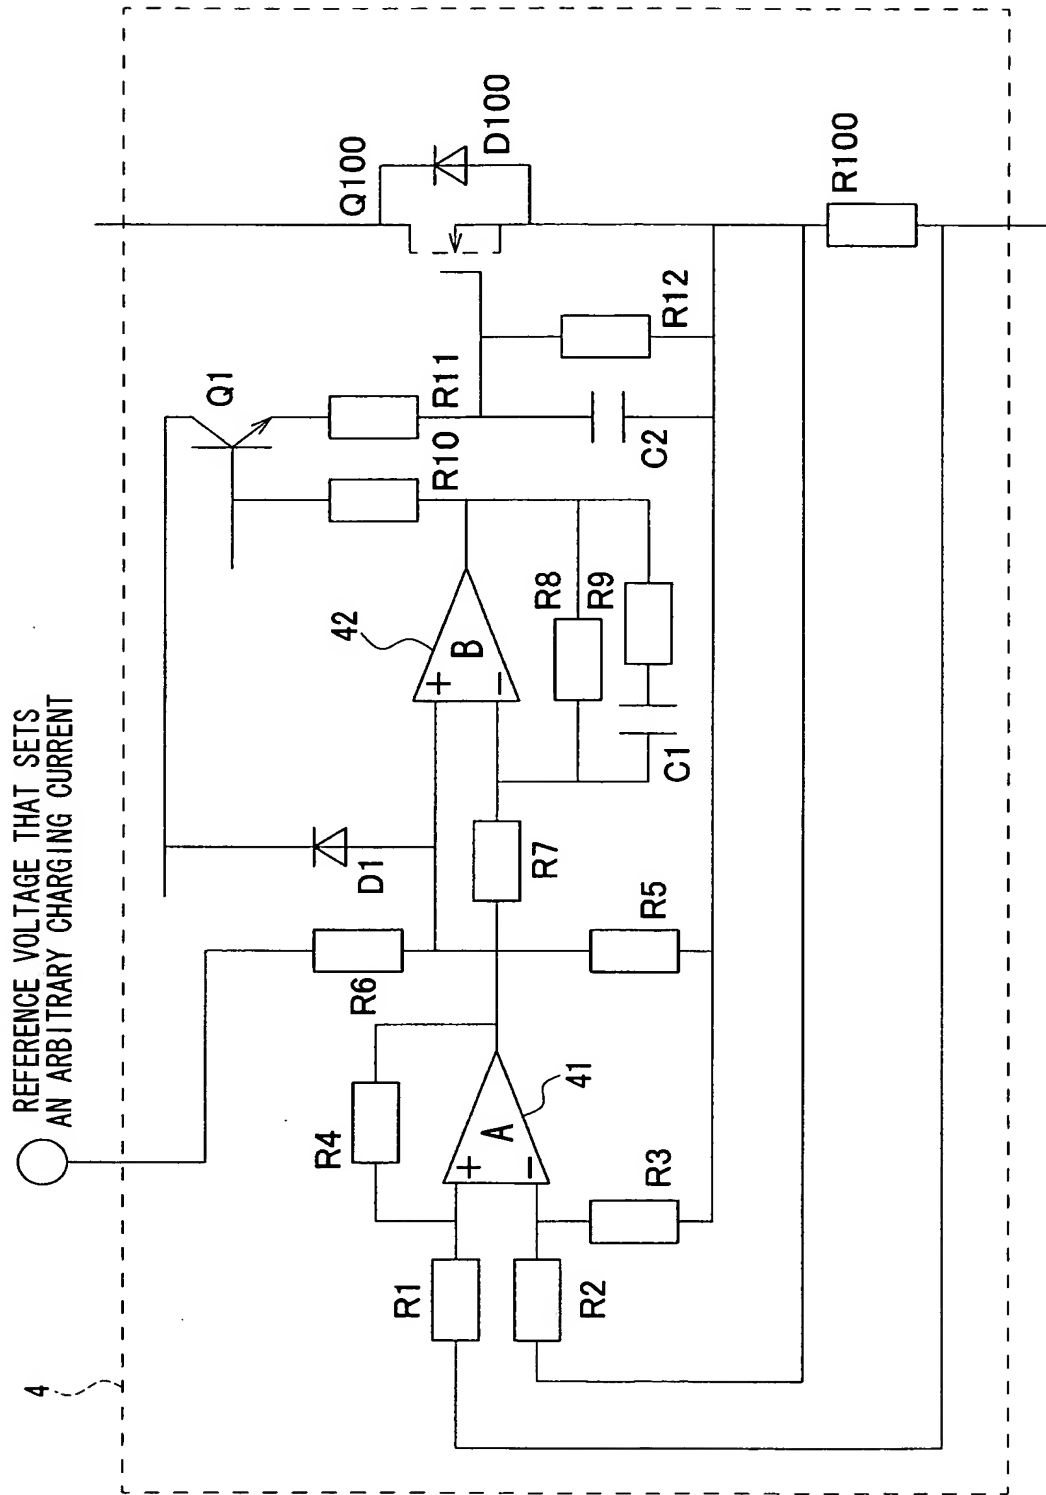 REFERENCE VOLTAGE THAT SETS
AN ARBITRARY CHARGING CURRENT
4
Q100
D100
R100
Q1
R11
R12
R10
C2
42
B
+
−
R8
R9
C1
D1
R7
R6
R5
R4
A
+
−
41
R3
R1
R2